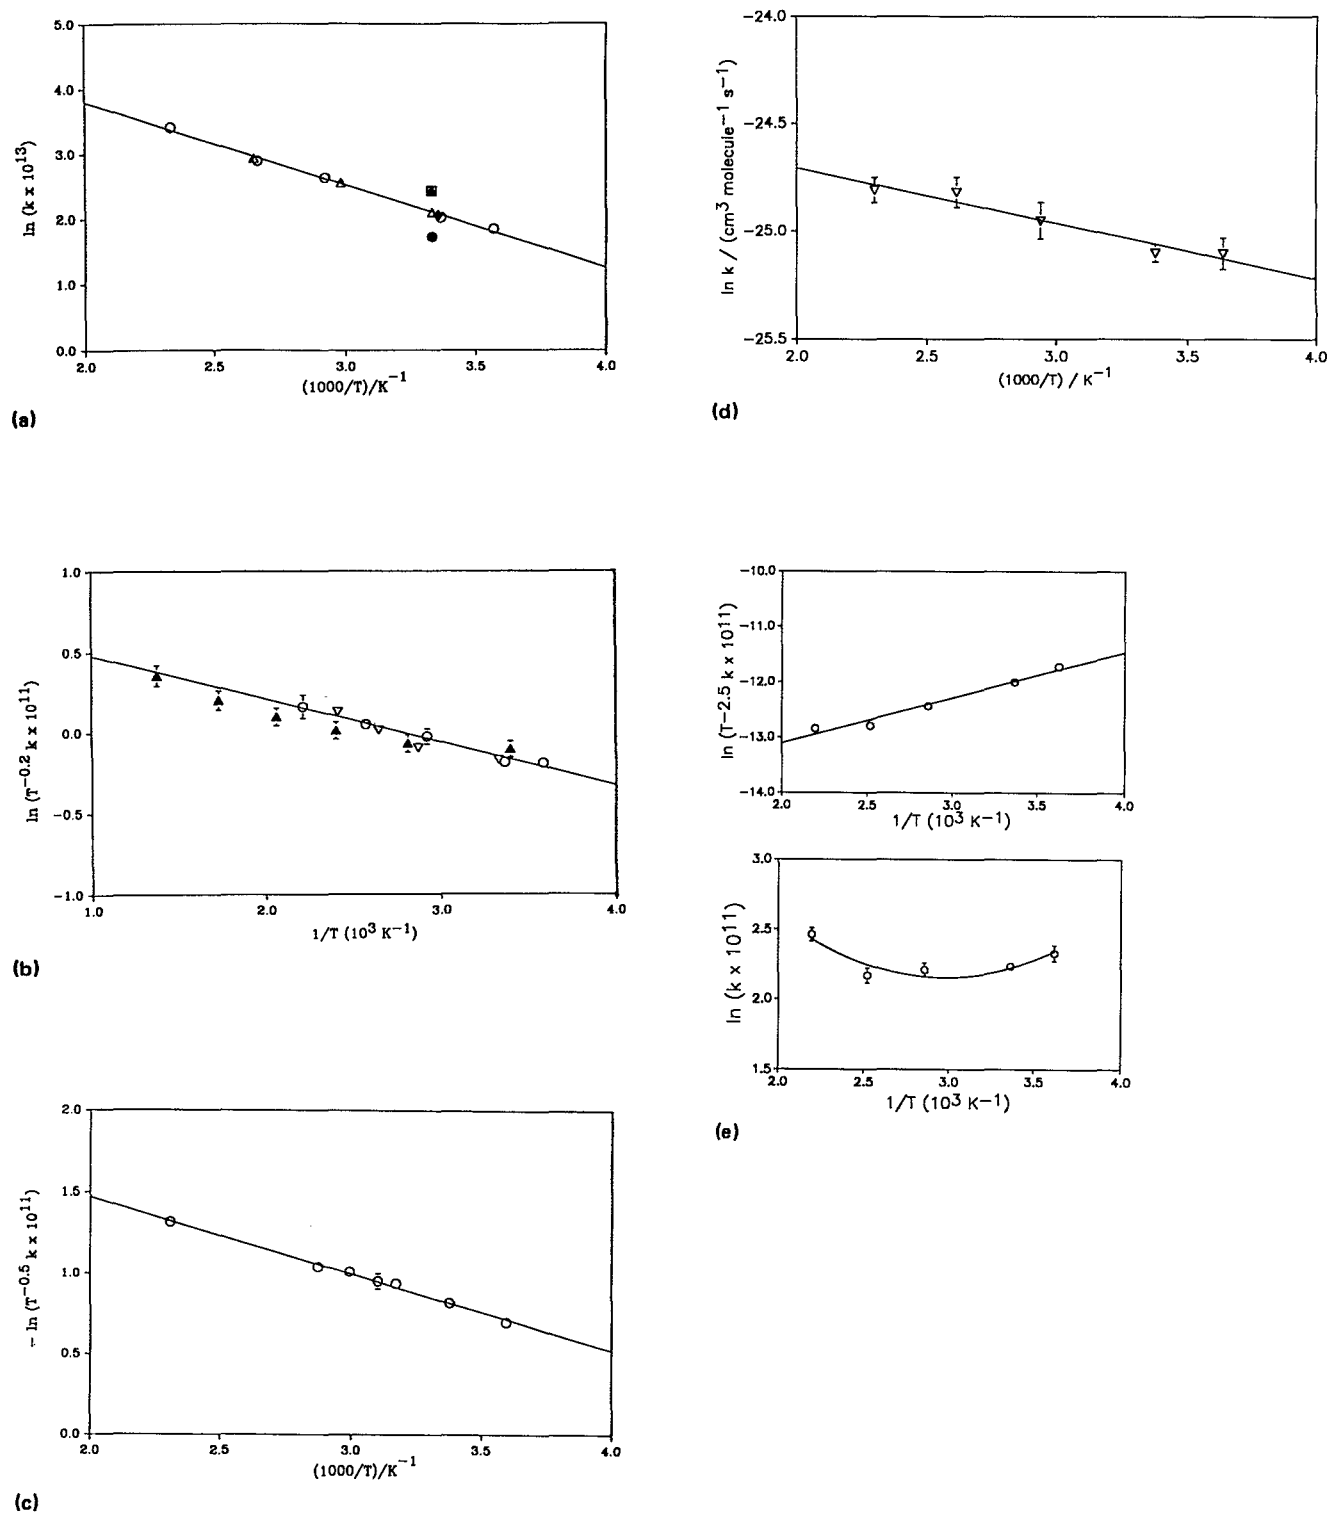 5.0
4.0
3.0
2.0
1.0
0.0
ln (k x 10^13)
2.0 2.5 3.0 3.5 4.0
(1000/T)/K^-1
(a)
1.0
0.5
0.0
-0.5
-1.0
ln (T^-0.2 k x 10^11)
1.0 2.0 3.0 4.0
1/T (10^3 K^-1)
(b)
2.0
1.5
1.0
0.5
0.0
- ln (T^-0.5 k x 10^11)
2.0 2.5 3.0 3.5 4.0
(1000/T)/K^-1
(c)
-24.0
-24.5
-25.0
-25.5
ln k / (cm^3 molecule^-1 s^-1)
2.0 2.5 3.0 3.5 4.0
(1000/T) / K^-1
(d)
-10.0
-11.0
-12.0
-13.0
-14.0
ln (T^-2.5 k x 10^11)
2.0 2.5 3.0 3.5 4.0
1/T (10^3 K^-1)
3.0
2.5
2.0
1.5
ln (k x 10^11)
2.0 2.5 3.0 3.5 4.0
1/T (10^3 K^-1)
(e)